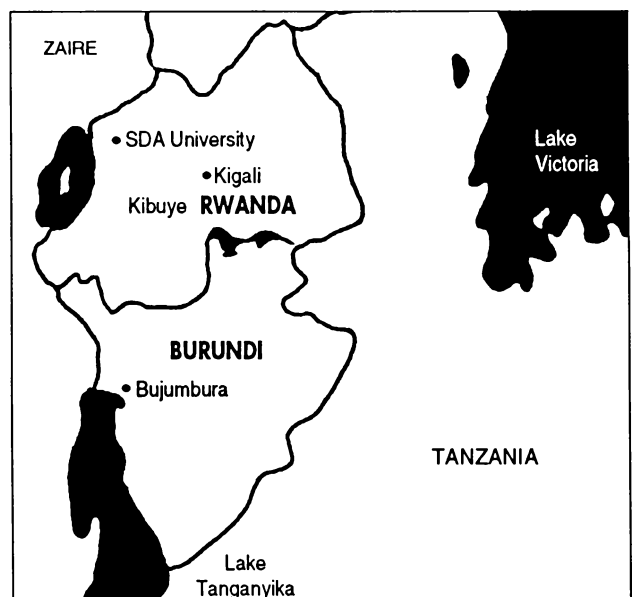 ZAIRE
SDA University
Lake
Victoria
Kigali
Kibuye RWANDA
BURUNDI
Bujumbura
TANZANIA
Lake
Tanganyika